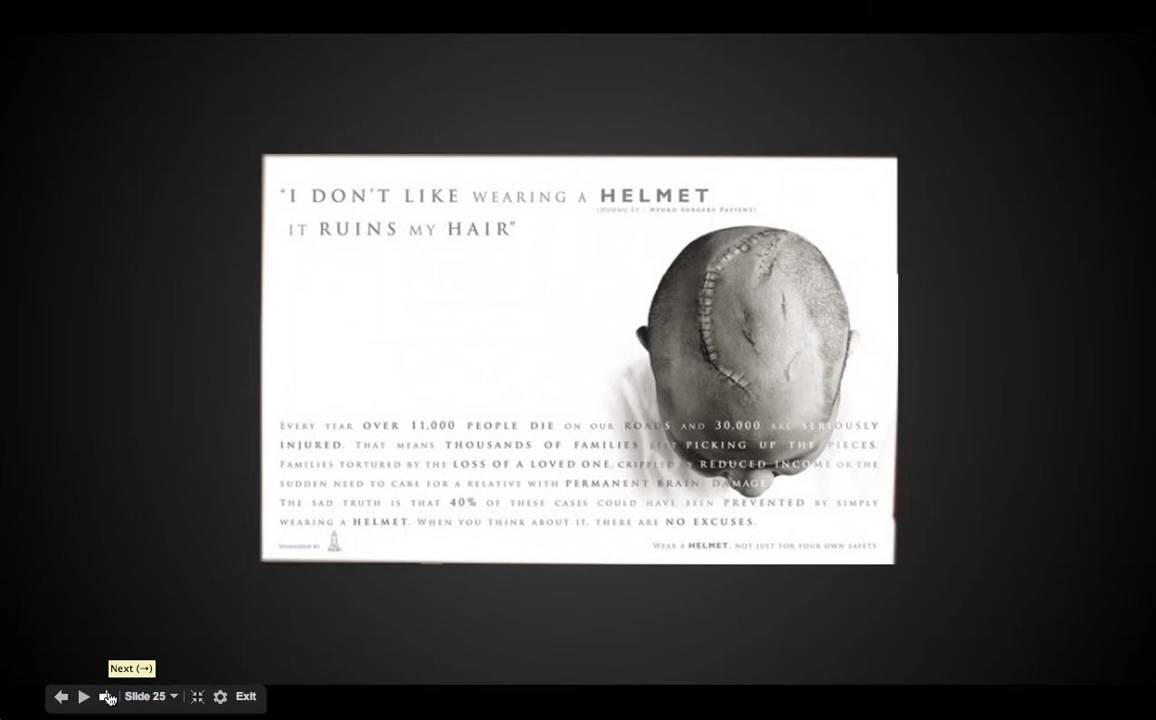 "I DON'T LIKE WEARING A HELMET
(HUONG LY - NEURO SURGERY PATIENT)
IT RUINS MY HAIR"
EVERY YEAR OVER 11,000 PEOPLE DIE ON OUR ROADS AND 30,000 ARE SERIOUSLY
INJURED. THAT MEANS THOUSANDS OF FAMILIES LEFT PICKING UP THE PIECES.
FAMILIES TORTURED BY THE LOSS OF A LOVED ONE, CRIPPLED BY REDUCED INCOME OR THE
SUDDEN NEED TO CARE FOR A RELATIVE WITH PERMANENT BRAIN DAMAGE
THE SAD TRUTH IS THAT 40% OF THESE CASES COULD HAVE BEEN PREVENTED BY SIMPLY
WEARING A HELMET. WHEN YOU THINK ABOUT IT, THERE ARE NO EXCUSES.
SPONSORED BY
WEAR A HELMET, NOT JUST FOR YOUR OWN SAFETY
Next (→)
Slide 25
Exit